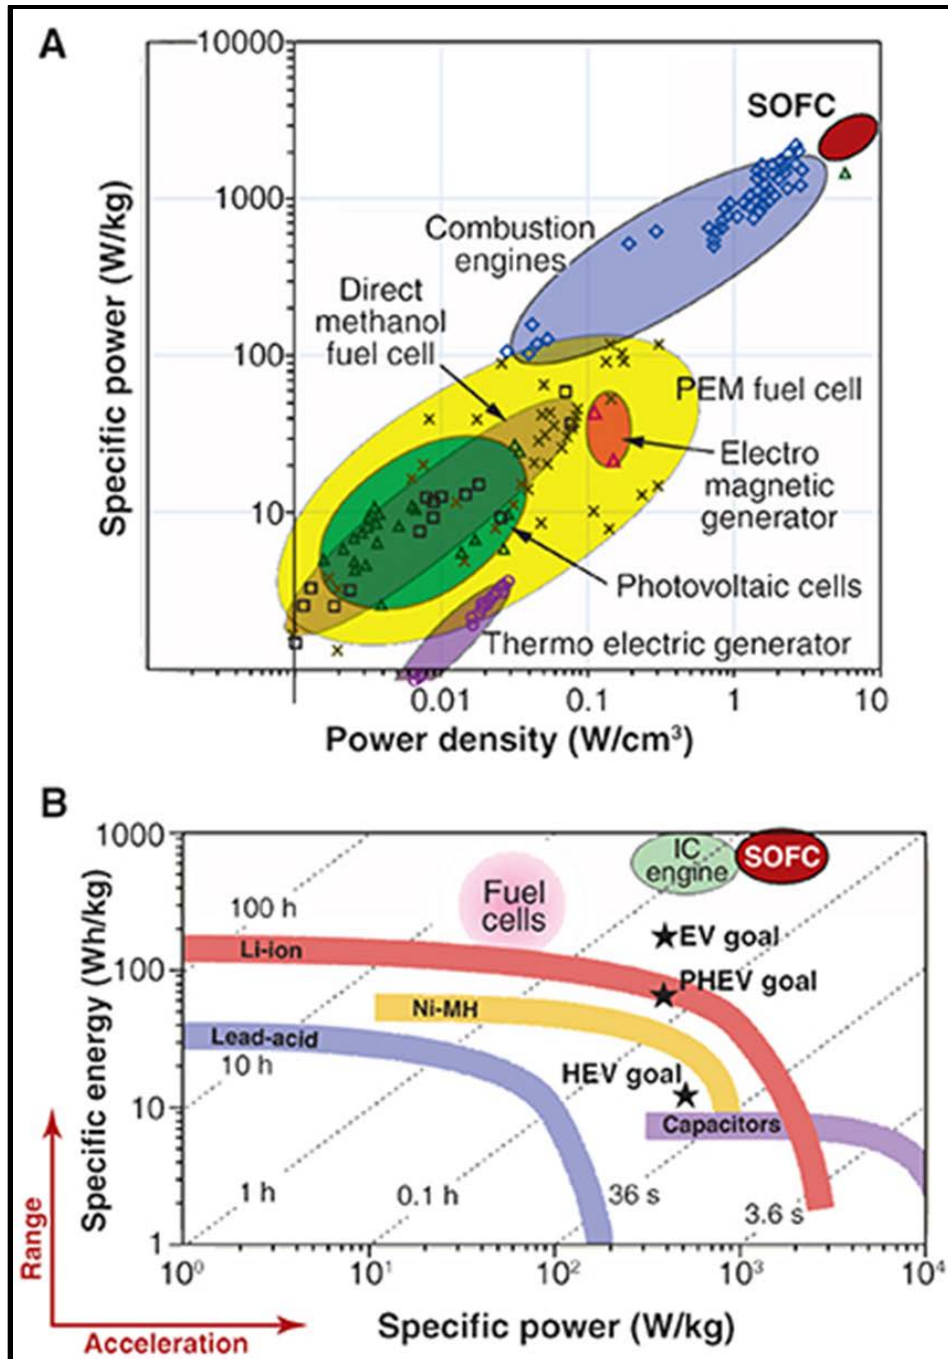 A
10000
SOFC
1000
Combustion
engines
Direct
methanol
fuel cell
100
PEM fuel cell
Electro
magnetic
generator
10
Photovoltaic cells
Thermo electric generator
Specific power (W/kg)
0.01
0.1
1
10
Power density (W/cm³)
B
1000
IC
engine
SOFC
Fuel
cells
100 h
EV goal
Li-ion
100
PHEV goal
Ni-MH
Lead-acid
10 h
HEV goal
10
Capacitors
1 h
0.1 h
36 s
3.6 s
1
Specific energy (Wh/kg)
10⁰
10¹
10²
10³
10⁴
Specific power (W/kg)
Range
Acceleration